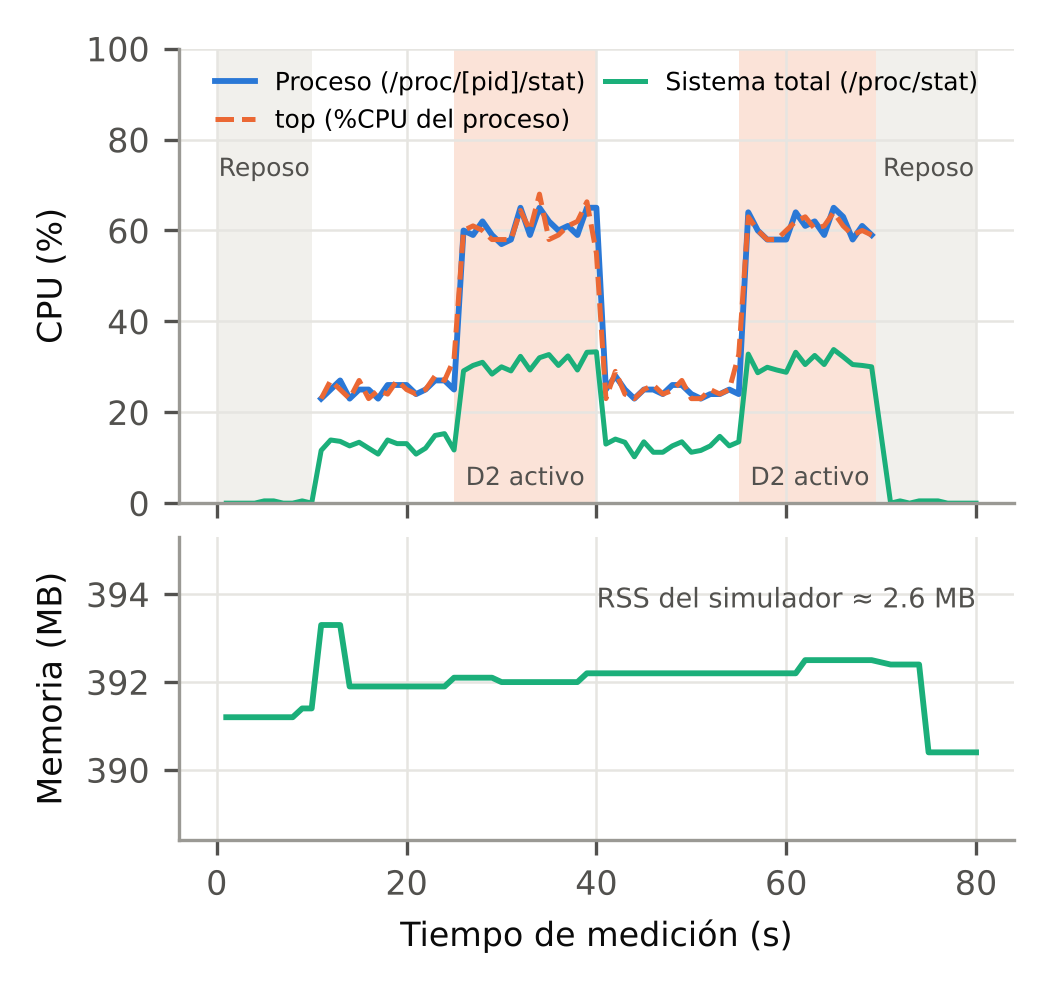 100
80
60
40
20
0
CPU (%)
Proceso (/proc/[pid]/stat)
Sistema total (/proc/stat)
top (%CPU del proceso)
Reposo
Reposo
D2 activo
D2 activo
394
392
390
Memoria (MB)
RSS del simulador ≈ 2.6 MB
0 20 40 60 80
Tiempo de medición (s)